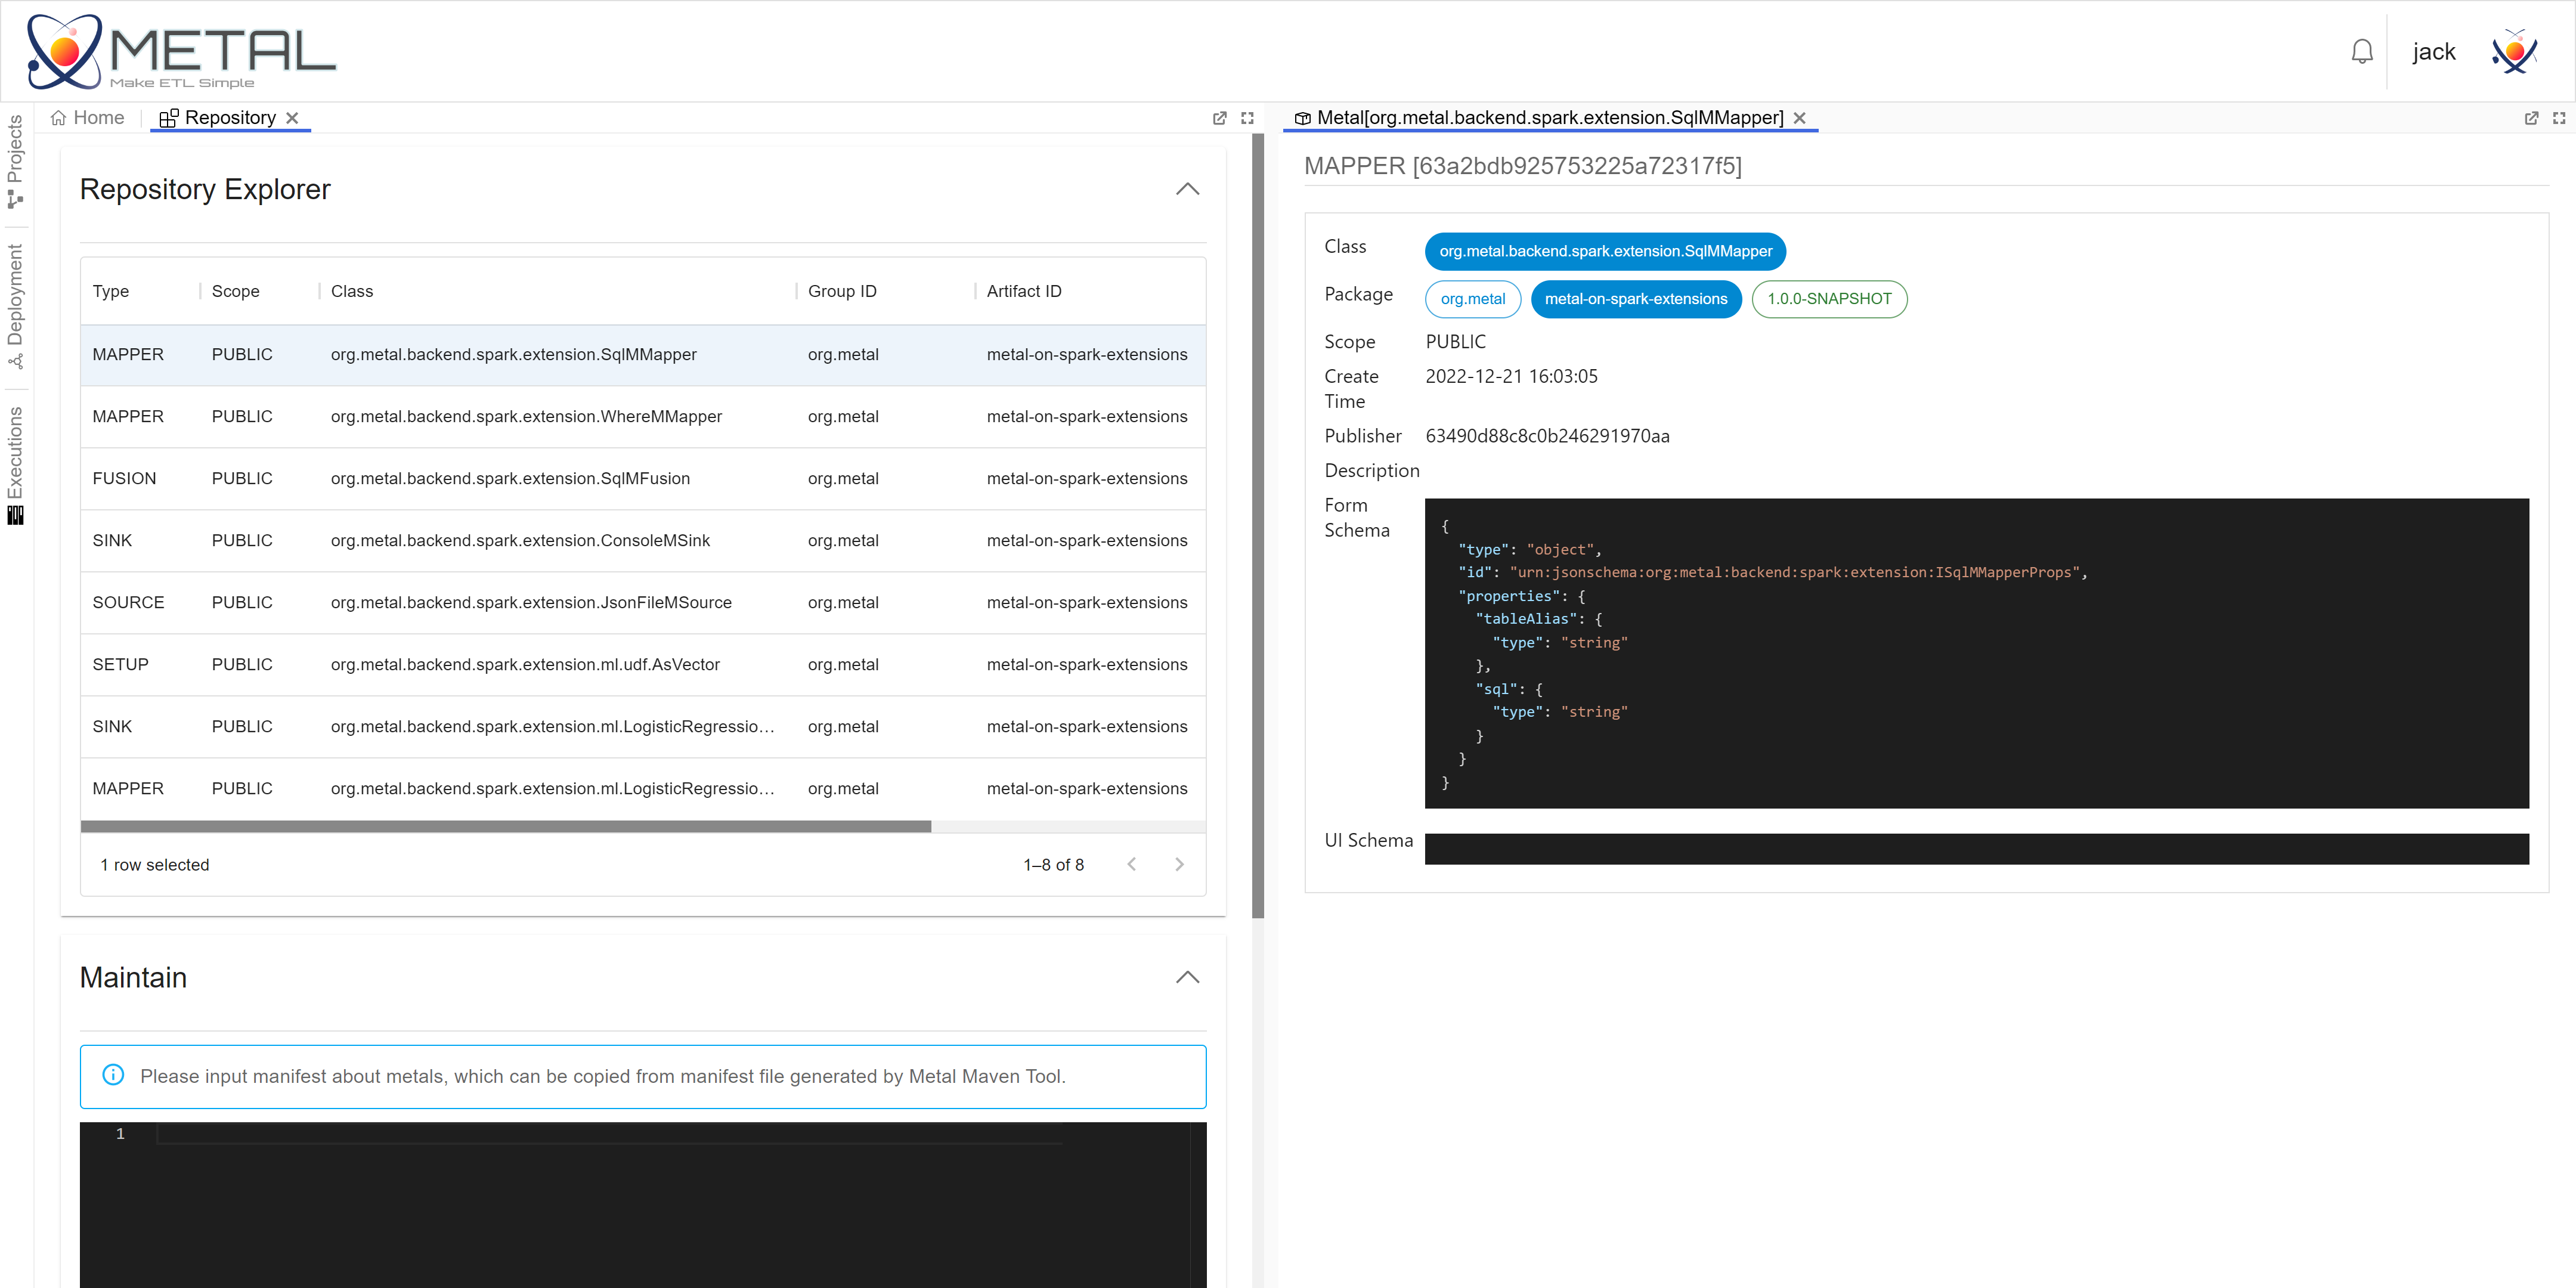 METAL
Make ETL Simple
jack
Projects
Deployment
Executions
Home
Repository
Repository Explorer
Type Scope Class Group ID Artifact ID
MAPPER PUBLIC org.metal.backend.spark.extension.SqlMMapper org.metal metal-on-spark-extensions
MAPPER PUBLIC org.metal.backend.spark.extension.WhereMMapper org.metal metal-on-spark-extensions
FUSION PUBLIC org.metal.backend.spark.extension.SqlMFusion org.metal metal-on-spark-extensions
SINK PUBLIC org.metal.backend.spark.extension.ConsoleMSink org.metal metal-on-spark-extensions
SOURCE PUBLIC org.metal.backend.spark.extension.JsonFileMSource org.metal metal-on-spark-extensions
SETUP PUBLIC org.metal.backend.spark.extension.ml.udf.AsVector org.metal metal-on-spark-extensions
SINK PUBLIC org.metal.backend.spark.extension.ml.LogisticRegressio... org.metal metal-on-spark-extensions
MAPPER PUBLIC org.metal.backend.spark.extension.ml.LogisticRegressio... org.metal metal-on-spark-extensions
1 row selected 1–8 of 8
Maintain
Please input manifest about metals, which can be copied from manifest file generated by Metal Maven Tool.
1
Metal[org.metal.backend.spark.extension.SqlMMapper]
MAPPER [63a2bdb925753225a72317f5]
Class org.metal.backend.spark.extension.SqlMMapper
Package org.metal metal-on-spark-extensions 1.0.0-SNAPSHOT
Scope PUBLIC
Create Time 2022-12-21 16:03:05
Publisher 63490d88c8c0b246291970aa
Description
Form Schema
{
"type": "object",
"id": "urn:jsonschema:org:metal:backend:spark:extension:ISqlMMapperProps",
"properties": {
"tableAlias": {
"type": "string"
},
"sql": {
"type": "string"
}
}
}
UI Schema